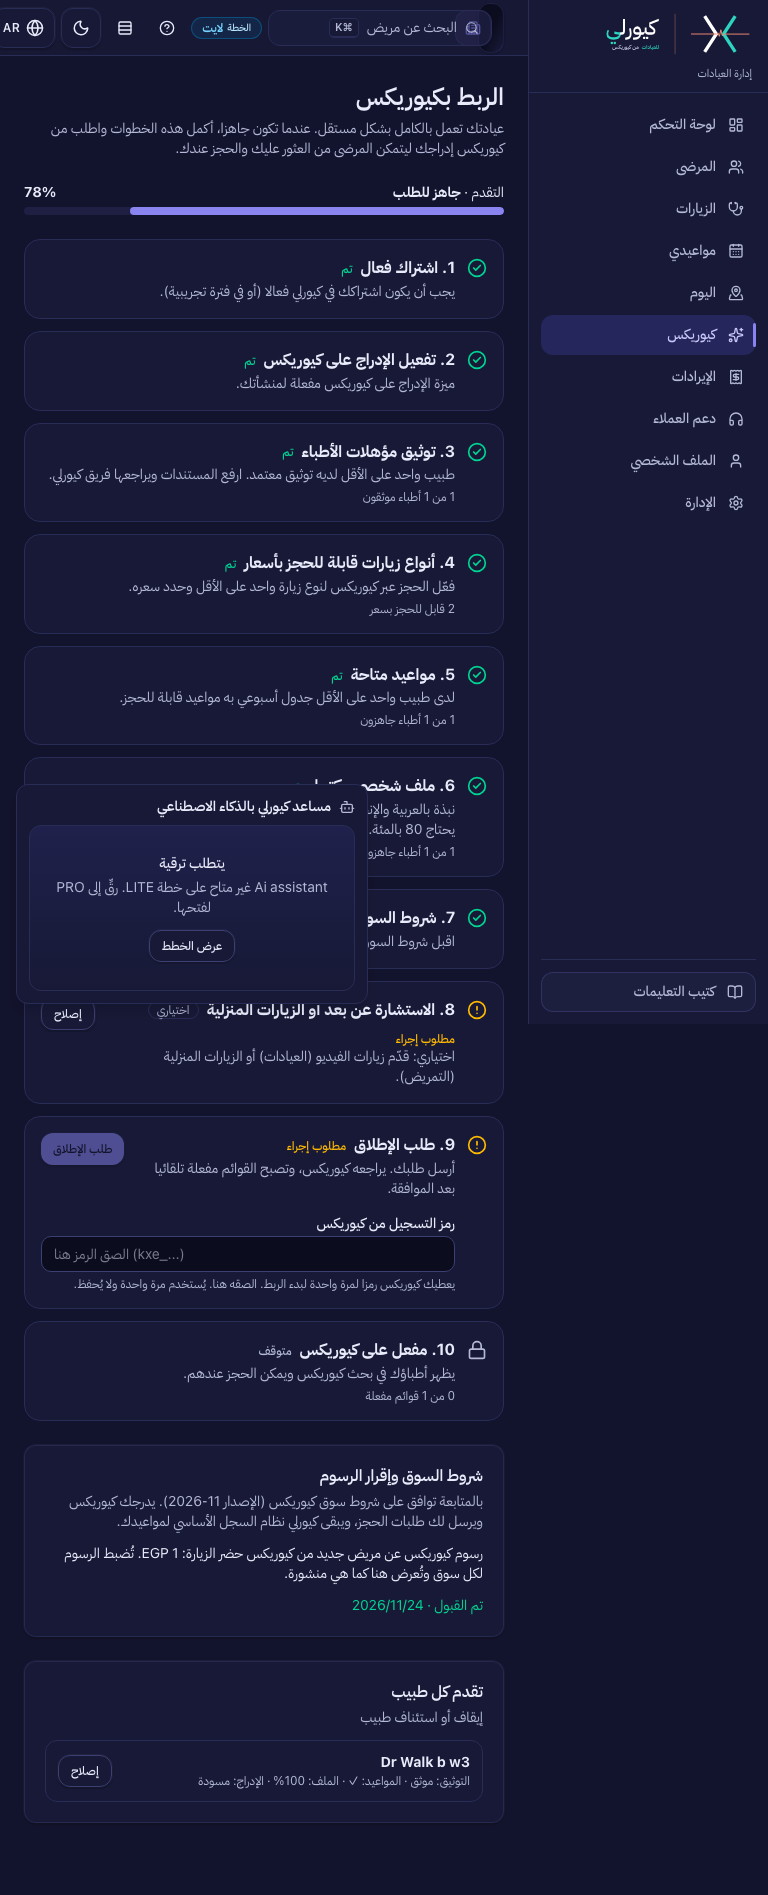 كيورلي
للعيادات من كيوريكس
إدارة العيادات
لوحة التحكم
المرضى
الزيارات
مواعيدي
اليوم
كيوريكس
الإيرادات
دعم العملاء
الملف الشخصي
الإدارة
كتيب التعليمات
البحث عن مريض
⌘K
الخطة لايت
AR
الربط بكيوريكس
عيادتك تعمل بالكامل بشكل مستقل. عندما تكون جاهزا، أكمل هذه الخطوات واطلب من
كيوريكس إدراجك ليتمكن المرضى من العثور عليك والحجز عندك.
التقدم · جاهز للطلب
78%
1. اشتراك فعال تم
يجب أن يكون اشتراكك في كيورلي فعالا (أو في فترة تجريبية).
2. تفعيل الإدراج على كيوريكس تم
ميزة الإدراج على كيوريكس مفعلة لمنشأتك.
3. توثيق مؤهلات الأطباء تم
طبيب واحد على الأقل لديه توثيق معتمد. ارفع المستندات ويراجعها فريق كيورلي.
1 من 1 أطباء موثقون
4. أنواع زيارات قابلة للحجز بأسعار تم
فعّل الحجز عبر كيوريكس لنوع زيارة واحد على الأقل وحدد سعره.
2 قابل للحجز بسعر
5. مواعيد متاحة تم
لدى طبيب واحد على الأقل جدول أسبوعي به مواعيد قابلة للحجز.
1 من 1 أطباء جاهزون
6. ملف شخصي
نبذة بالعربية
يحتاج 80 بالمئة.
1 من 1 أطباء
7. شروط
اقبل شروط
مساعد كيورلي بالذكاء الاصطناعي
يتطلب ترقية
Ai assistant غير متاح على خطة LITE. رقٍّ إلى PRO
لفتحها.
عرض الخطط
8. الاستشارة عن بعد أو الزيارات المنزلية اختياري
إصلاح
مطلوب إجراء
اختياري: قدّم زيارات الفيديو (العيادات) أو الزيارات المنزلية
(التمريض).
9. طلب الإطلاق مطلوب إجراء
طلب الإطلاق
أرسل طلبك. يراجعه كيوريكس، وتصبح القوائم مفعلة تلقائيا
بعد الموافقة.
رمز التسجيل من كيوريكس
الصق الرمز هنا (kxe_...)
يعطيك كيوريكس رمزا لمرة واحدة لبدء الربط. الصقه هنا. يُستخدم مرة واحدة ولا يُحفظ.
10. مفعل على كيوريكس متوقف
يظهر أطباؤك في بحث كيوريكس ويمكن الحجز عندهم.
0 من 1 قوائم مفعلة
شروط السوق وإقرار الرسوم
بالمتابعة توافق على شروط سوق كيوريكس (الإصدار 11-2026). يدرجك كيوريكس
ويرسل لك طلبات الحجز، ويبقى كيورلي نظام السجل الأساسي لمواعيدك.
رسوم كيوريكس عن مريض جديد من كيوريكس حضر الزيارة: EGP 1. تُضبط الرسوم
لكل سوق وتُعرض هنا كما هي منشورة.
تم القبول · 2026/11/24
تقدم كل طبيب
إيقاف أو استئناف طبيب
Dr Walk b w3
التوثيق: موثق · المواعيد: ✓ · الملف: 100% · الإدراج: مسودة
إصلاح